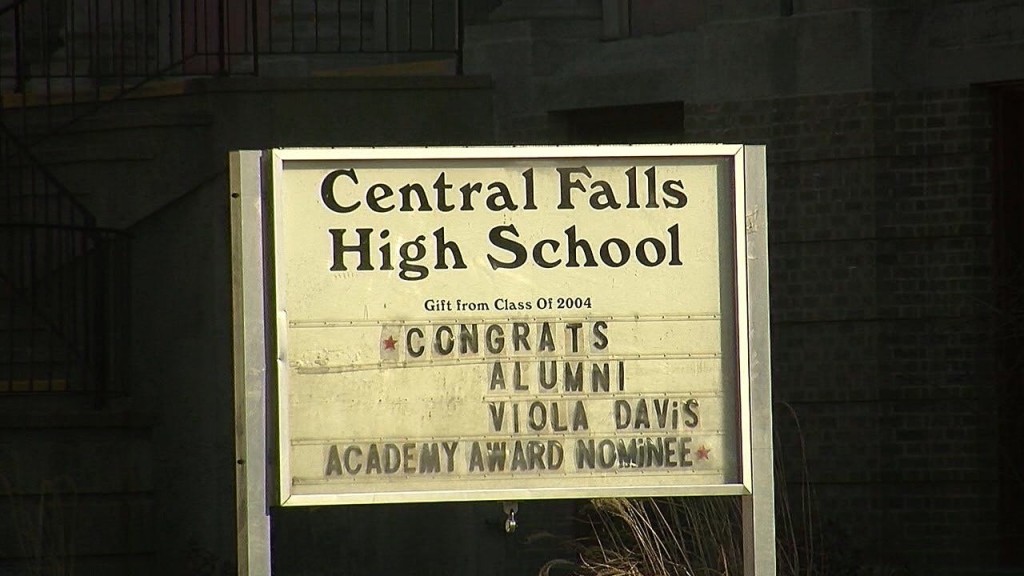 Central Falls
High School
Gift from Class Of 2004
★CONGRATS
ALUMNI
VIOLA DAViS
ACADEMY AWARD NOMiNEE★